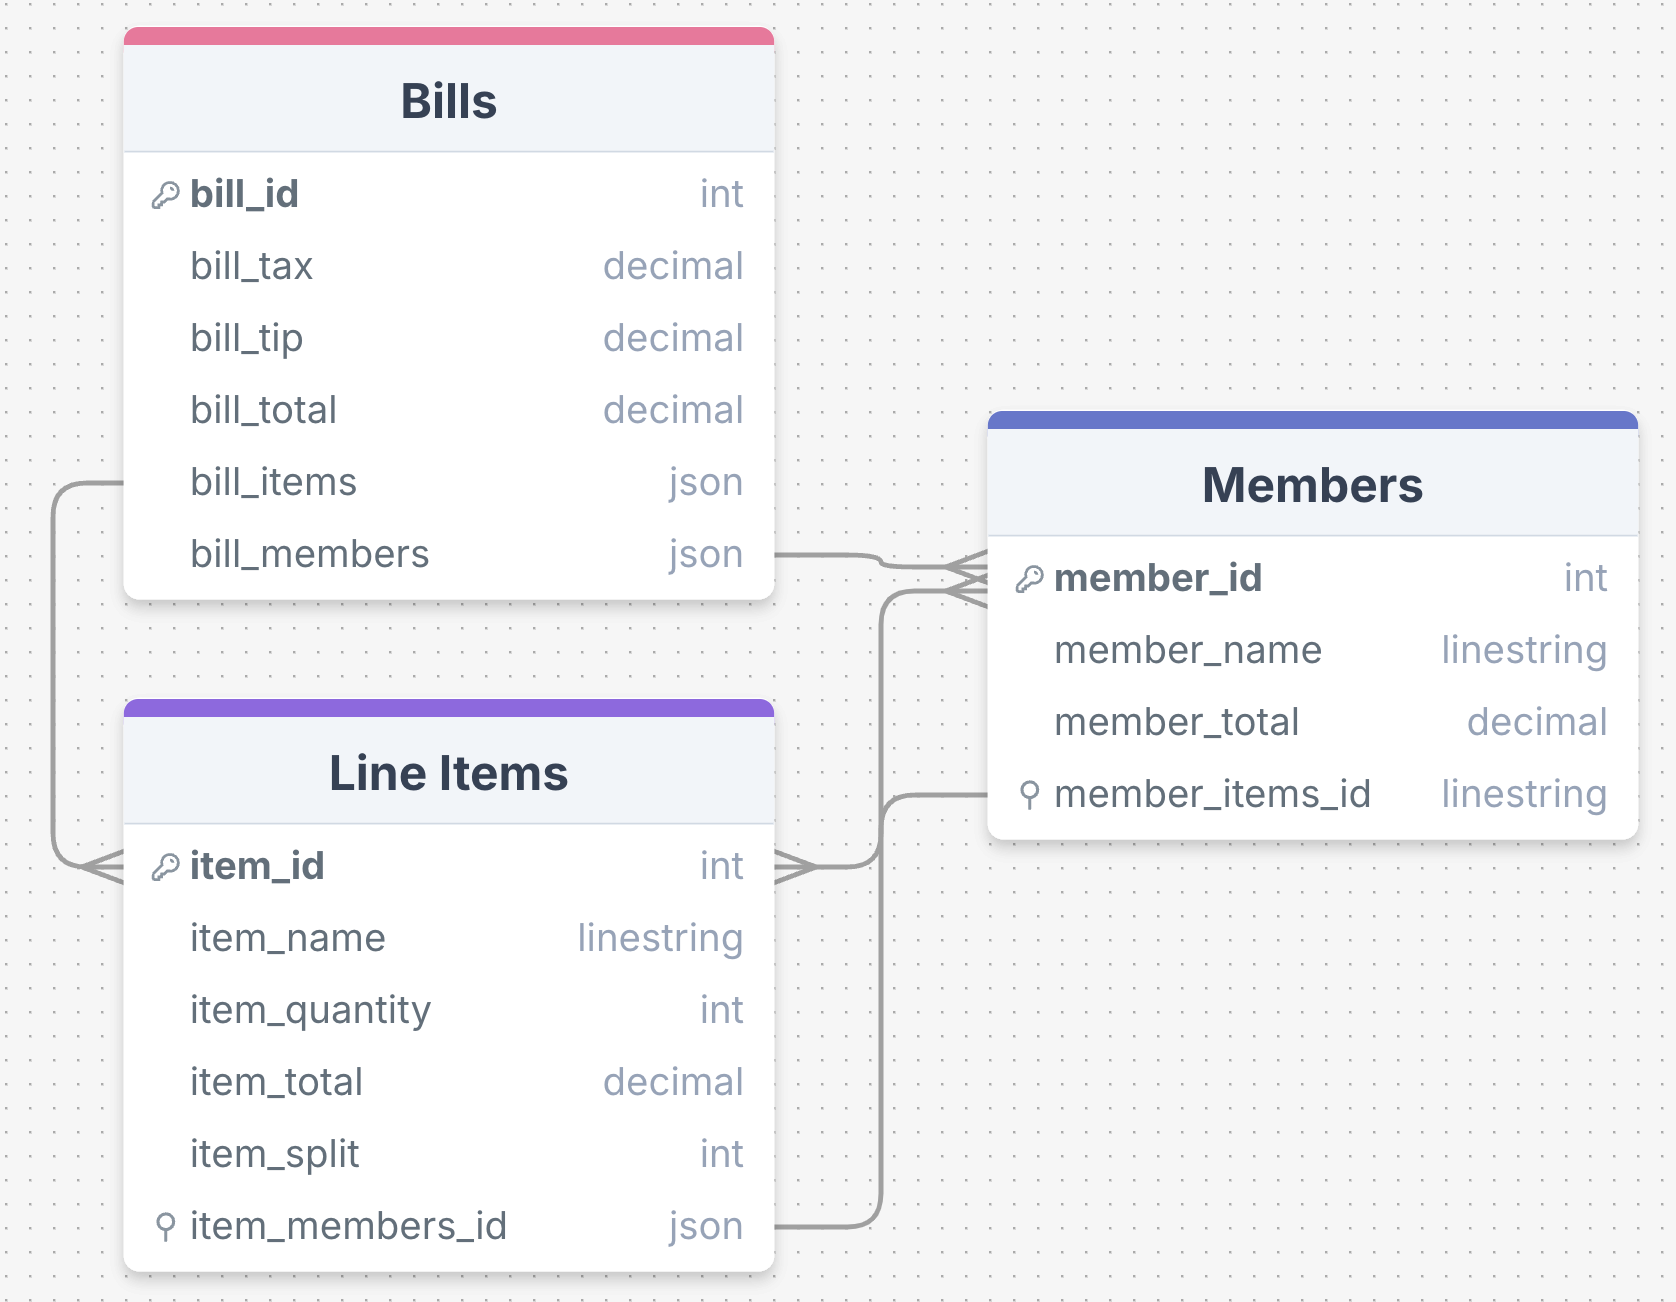 Bills
bill_id int
bill_tax decimal
bill_tip decimal
bill_total decimal
bill_items json
bill_members json
Line Items
item_id int
item_name linestring
item_quantity int
item_total decimal
item_split int
item_members_id json
Members
member_id int
member_name linestring
member_total decimal
member_items_id linestring